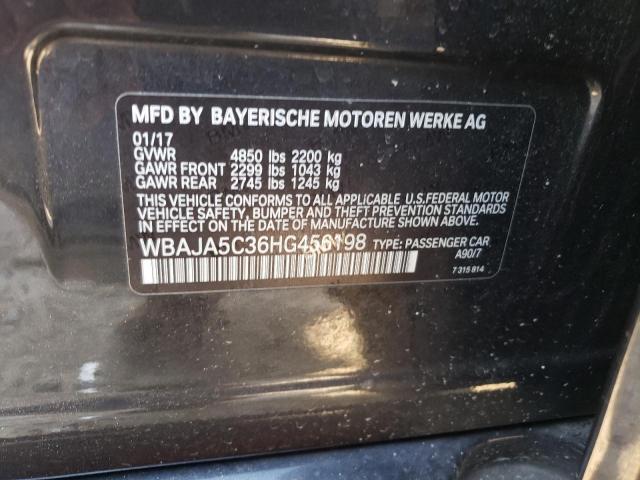 MFD BY BAYERISCHE MOTOREN WERKE AG
01/17
GVWR 4850 lbs 2200 kg
GAWR FRONT 2299 lbs 1043 kg
GAWR REAR 2745 lbs 1245 kg
THIS VEHICLE CONFORMS TO ALL APPLICABLE U.S.FEDERAL MOTOR
VEHICLE SAFETY, BUMPER AND THEFT PREVENTION STANDARDS
IN EFFECT ON THE DATE OF MANUFACTURE SHOWN ABOVE.
WBAJA5C36HG456198 TYPE: PASSENGER CAR
A90/7
7 315 814